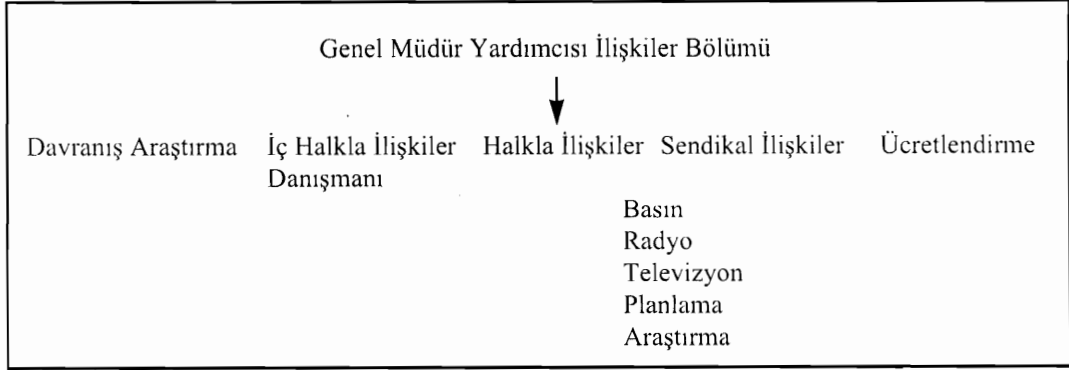 Genel Müdür Yardımcısı İlişkiler Bölümü
Davranış Araştırma İç Halkla İlişkiler Halkla İlişkiler Sendikal İlişkiler Ücretlendirme
Danışmanı
Basın
Radyo
Televizyon
Planlama
Araştırma